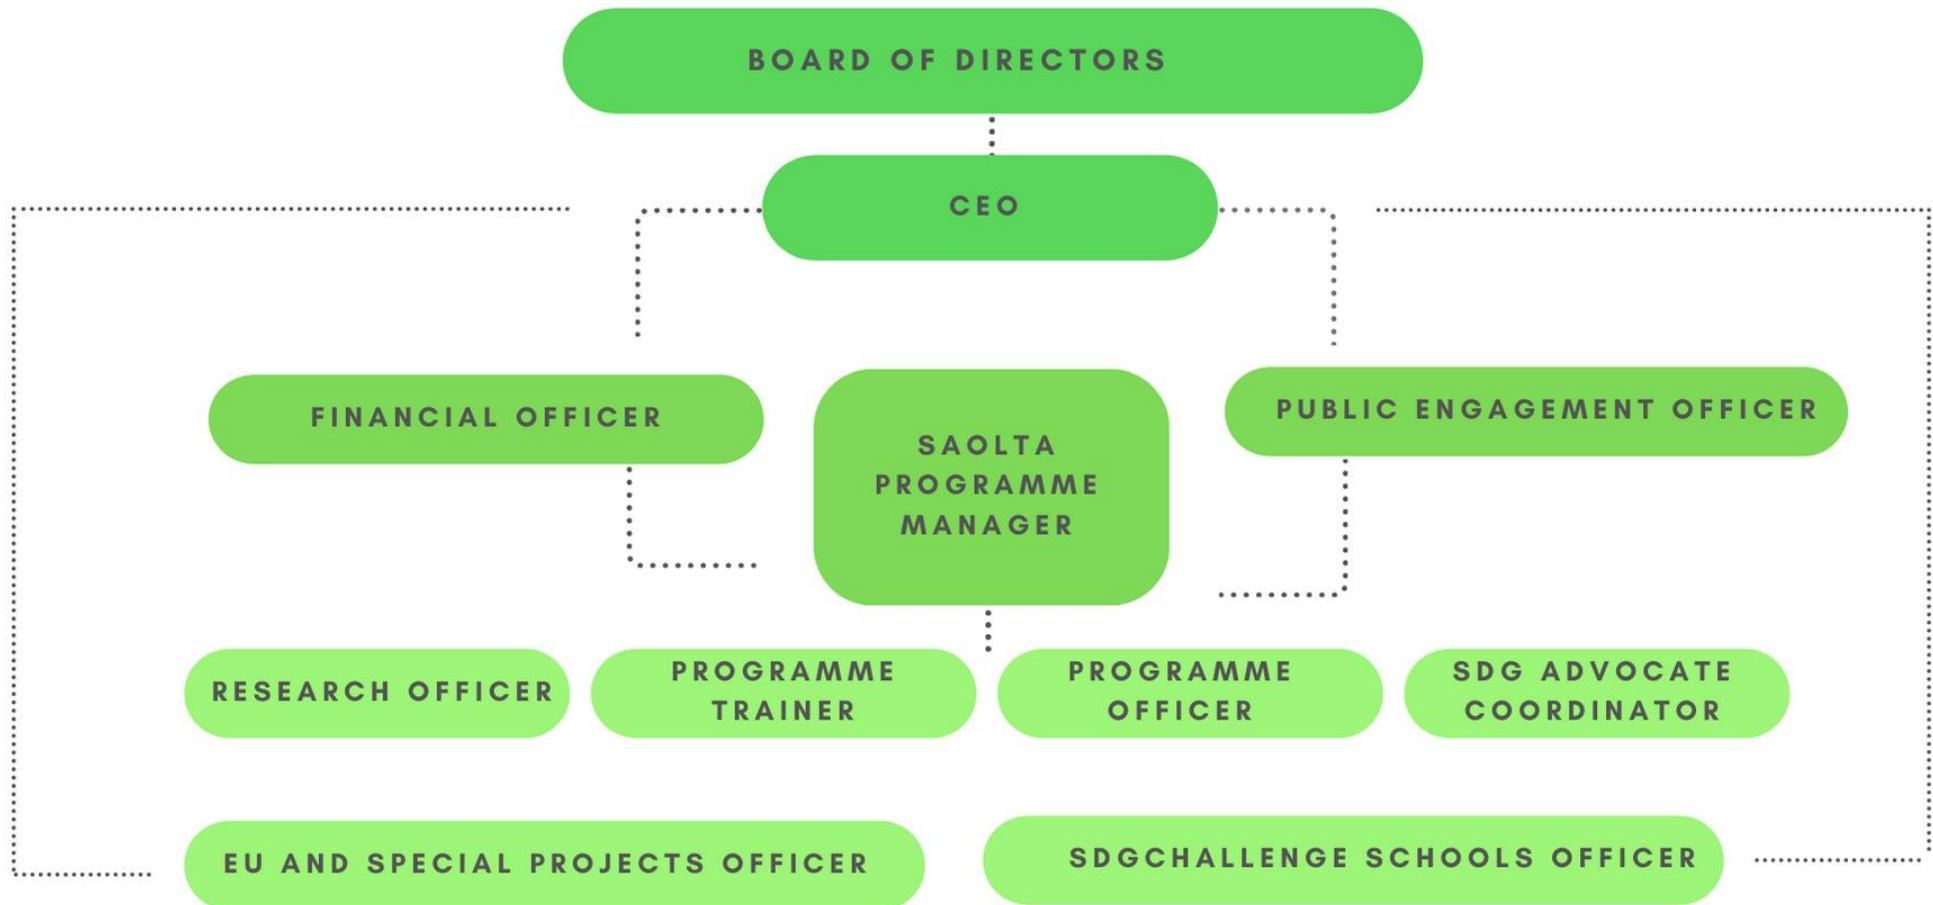 BOARD OF DIRECTORS
CEO
FINANCIAL OFFICER
SAOLTA
PROGRAMME
MANAGER
PUBLIC ENGAGEMENT OFFICER
RESEARCH OFFICER
PROGRAMME
TRAINER
PROGRAMME
OFFICER
SDG ADVOCATE
COORDINATOR
EU AND SPECIAL PROJECTS OFFICER
SDGCHALLENGE SCHOOLS OFFICER